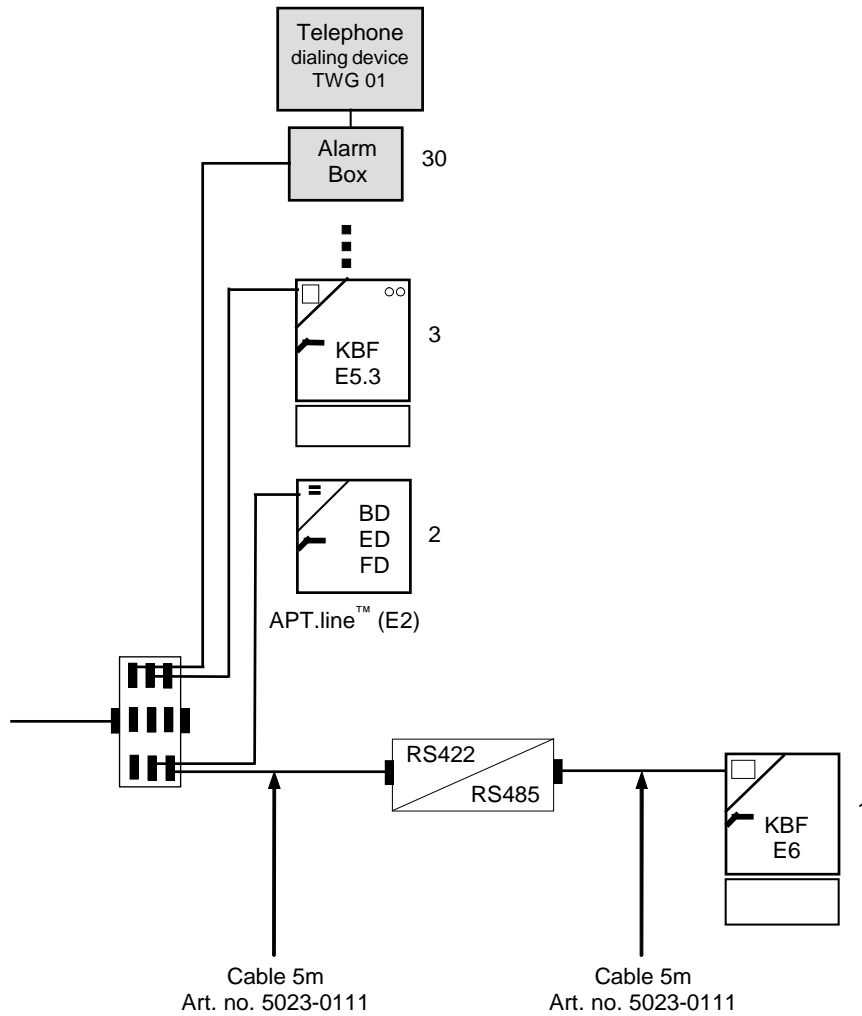 Telephone
dialing device
TWG 01
Alarm
Box
30
KBF
E5.3
3
BD
ED
FD
2
APT.line™ (E2)
RS422
RS485
KBF
E6
Cable 5m
Art. no. 5023-0111
Cable 5m
Art. no. 5023-0111